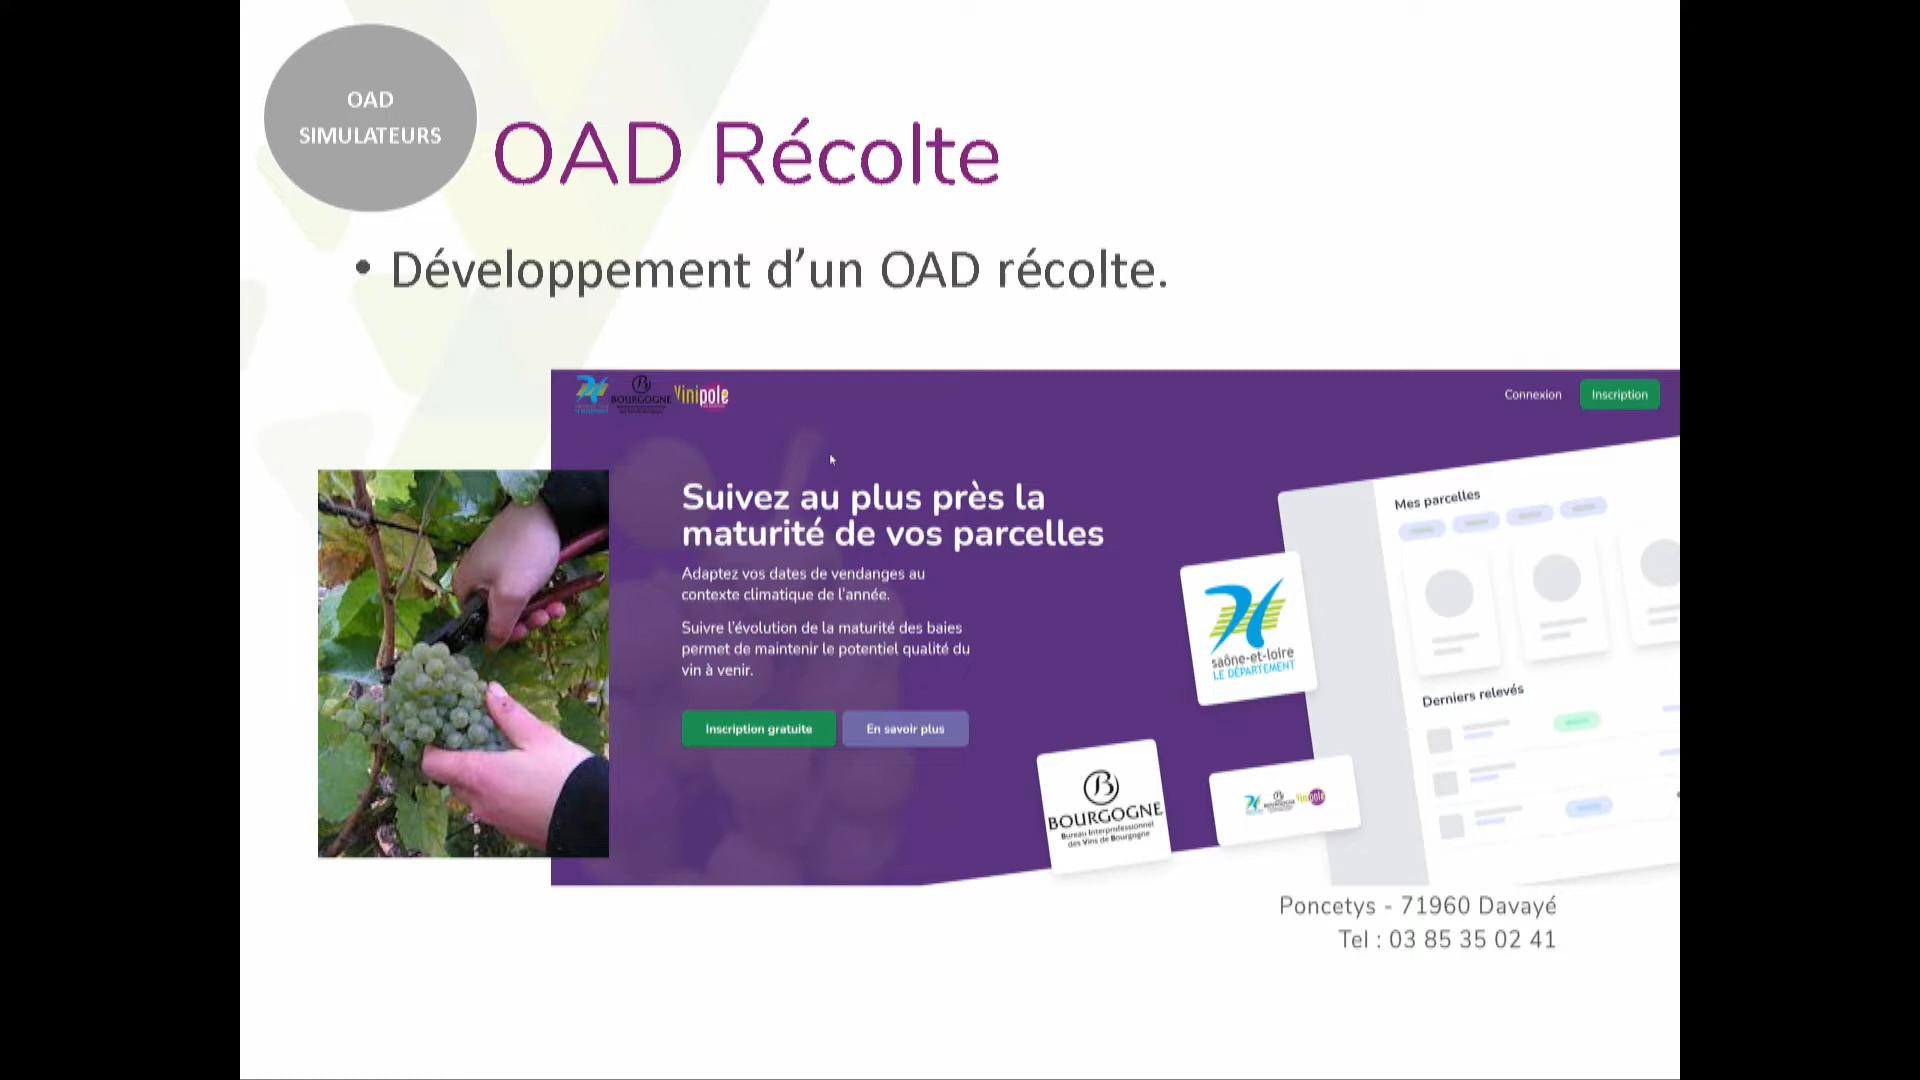 OAD
SIMULATEURS
OAD Récolte
• Développement d’un OAD récolte.
BOURGOGNE
Vinipole
Connexion
Inscription
Suivez au plus près la
maturité de vos parcelles
Adaptez vos dates de vendanges au
contexte climatique de l'année.
Suivre l’évolution de la maturité des baies
permet de maintenir le potentiel qualité du
vin à venir.
Inscription gratuite
En savoir plus
Mes parcelles
Derniers relevés
saône-et-loire
LE DÉPARTEMENT
BOURGOGNE
Bureau Interprofessionnel
des Vins de Bourgogne
Poncetys - 71960 Davayé
Tel : 03 85 35 02 41